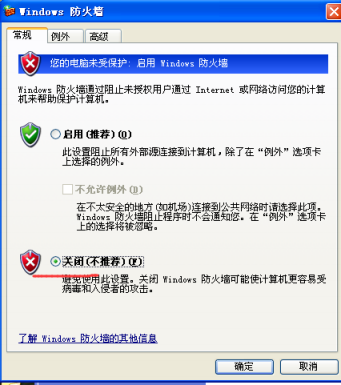 Windows 防火墙
常规 例外 高级
您的电脑未受保护: 启用 Windows 防火墙
Windows 防火墙通过阻止未授权用户通过 Internet 或网络访问您的计算
机来帮助保护计算机。
启用(推荐)(O)
此设置阻止所有外部源连接到计算机，除了在“例外”选项卡
上选择的例外。
不允许例外(D)
在不太安全的地方(如机场)连接到公共网络时请选择此项。
Windows 防火墙阻止程序时不会通知您。在“例外”选项卡
上的选择将被忽略。
关闭(不推荐)(F)
避免使用此设置。关闭 Windows 防火墙可能使计算机更容易受
病毒和入侵者的攻击。
了解 Windows 防火墙的其他信息
确定 取消